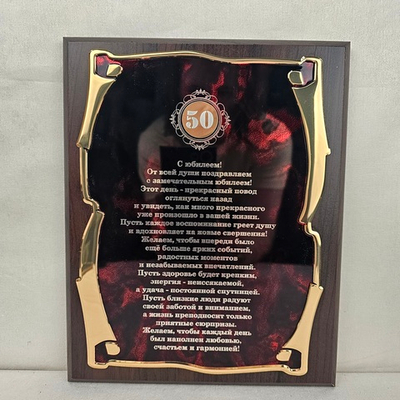 50
С юбилеем!
От всей души поздравляем
с замечательным юбилеем!
Этот день - прекрасный повод
оглянуться назад
и увидеть, как много прекрасного
уже произошло в вашей жизни.
Пусть каждое воспоминание греет душу
и вдохновляет на новые свершения!
Желаем, чтобы впереди было
ещё больше ярких событий,
радостных моментов
и незабываемых впечатлений.
Пусть здоровье будет крепким,
энергия - неиссякаемой,
а удача - постоянной спутницей.
Пусть близкие люди радуют
своей заботой и вниманием,
а жизнь преподносит только
приятные сюрпризы.
Желаем, чтобы каждый день
был наполнен любовью,
счастьем и гармонией!